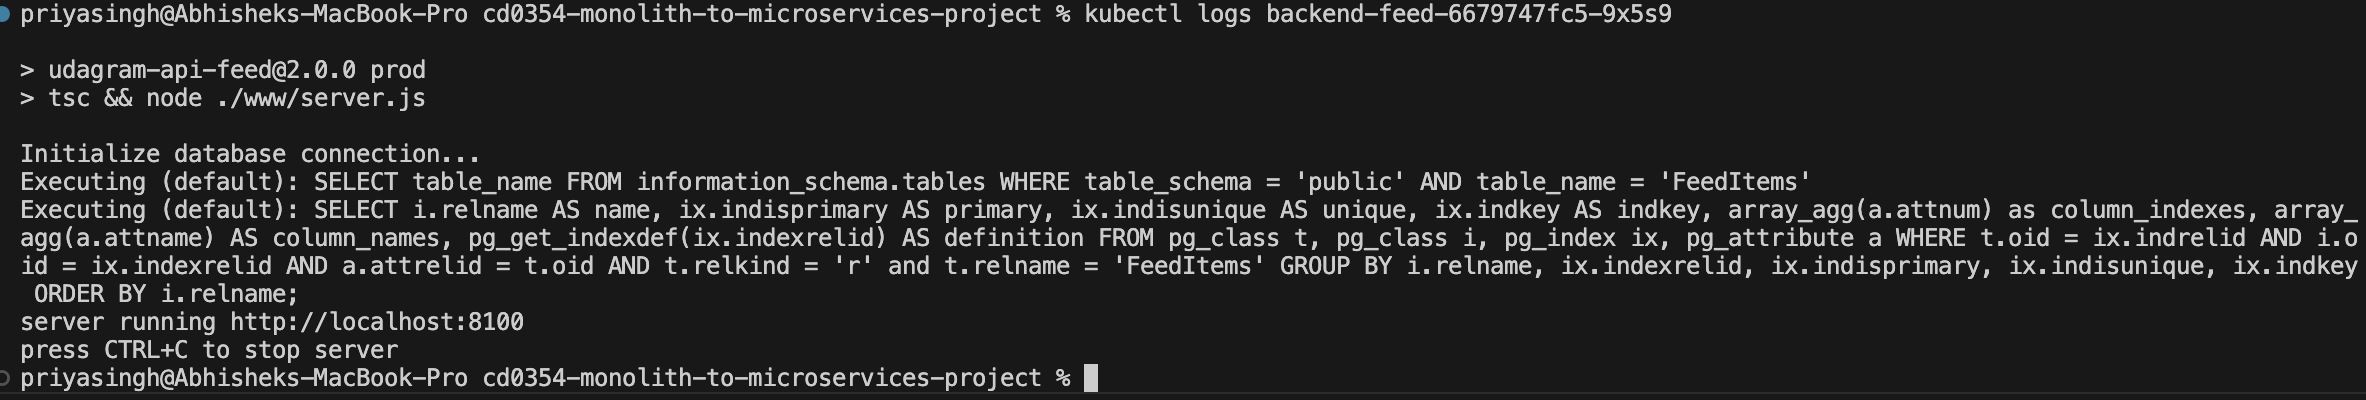 priyasingh@Abhisheks-MacBook-Pro cd0354-monolith-to-microservices-project % kubectl logs backend-feed-6679747fc5-9x5s9
> udagram-api-feed@2.0.0 prod
> tsc && node ./www/server.js
Initialize database connection...
Executing (default): SELECT table_name FROM information_schema.tables WHERE table_schema = 'public' AND table_name = 'FeedItems'
Executing (default): SELECT i.relname AS name, ix.indisprimary AS primary, ix.indisunique AS unique, ix.indkey AS indkey, array_agg(a.attnum) as column_indexes, array_
agg(a.attname) AS column_names, pg_get_indexdef(ix.indexrelid) AS definition FROM pg_class t, pg_class i, pg_index ix, pg_attribute a WHERE t.oid = ix.indrelid AND i.o
id = ix.indexrelid AND a.attrelid = t.oid AND t.relkind = 'r' and t.relname = 'FeedItems' GROUP BY i.relname, ix.indexrelid, ix.indisprimary, ix.indisunique, ix.indkey
 ORDER BY i.relname;
server running http://localhost:8100
press CTRL+C to stop server
priyasingh@Abhisheks-MacBook-Pro cd0354-monolith-to-microservices-project %